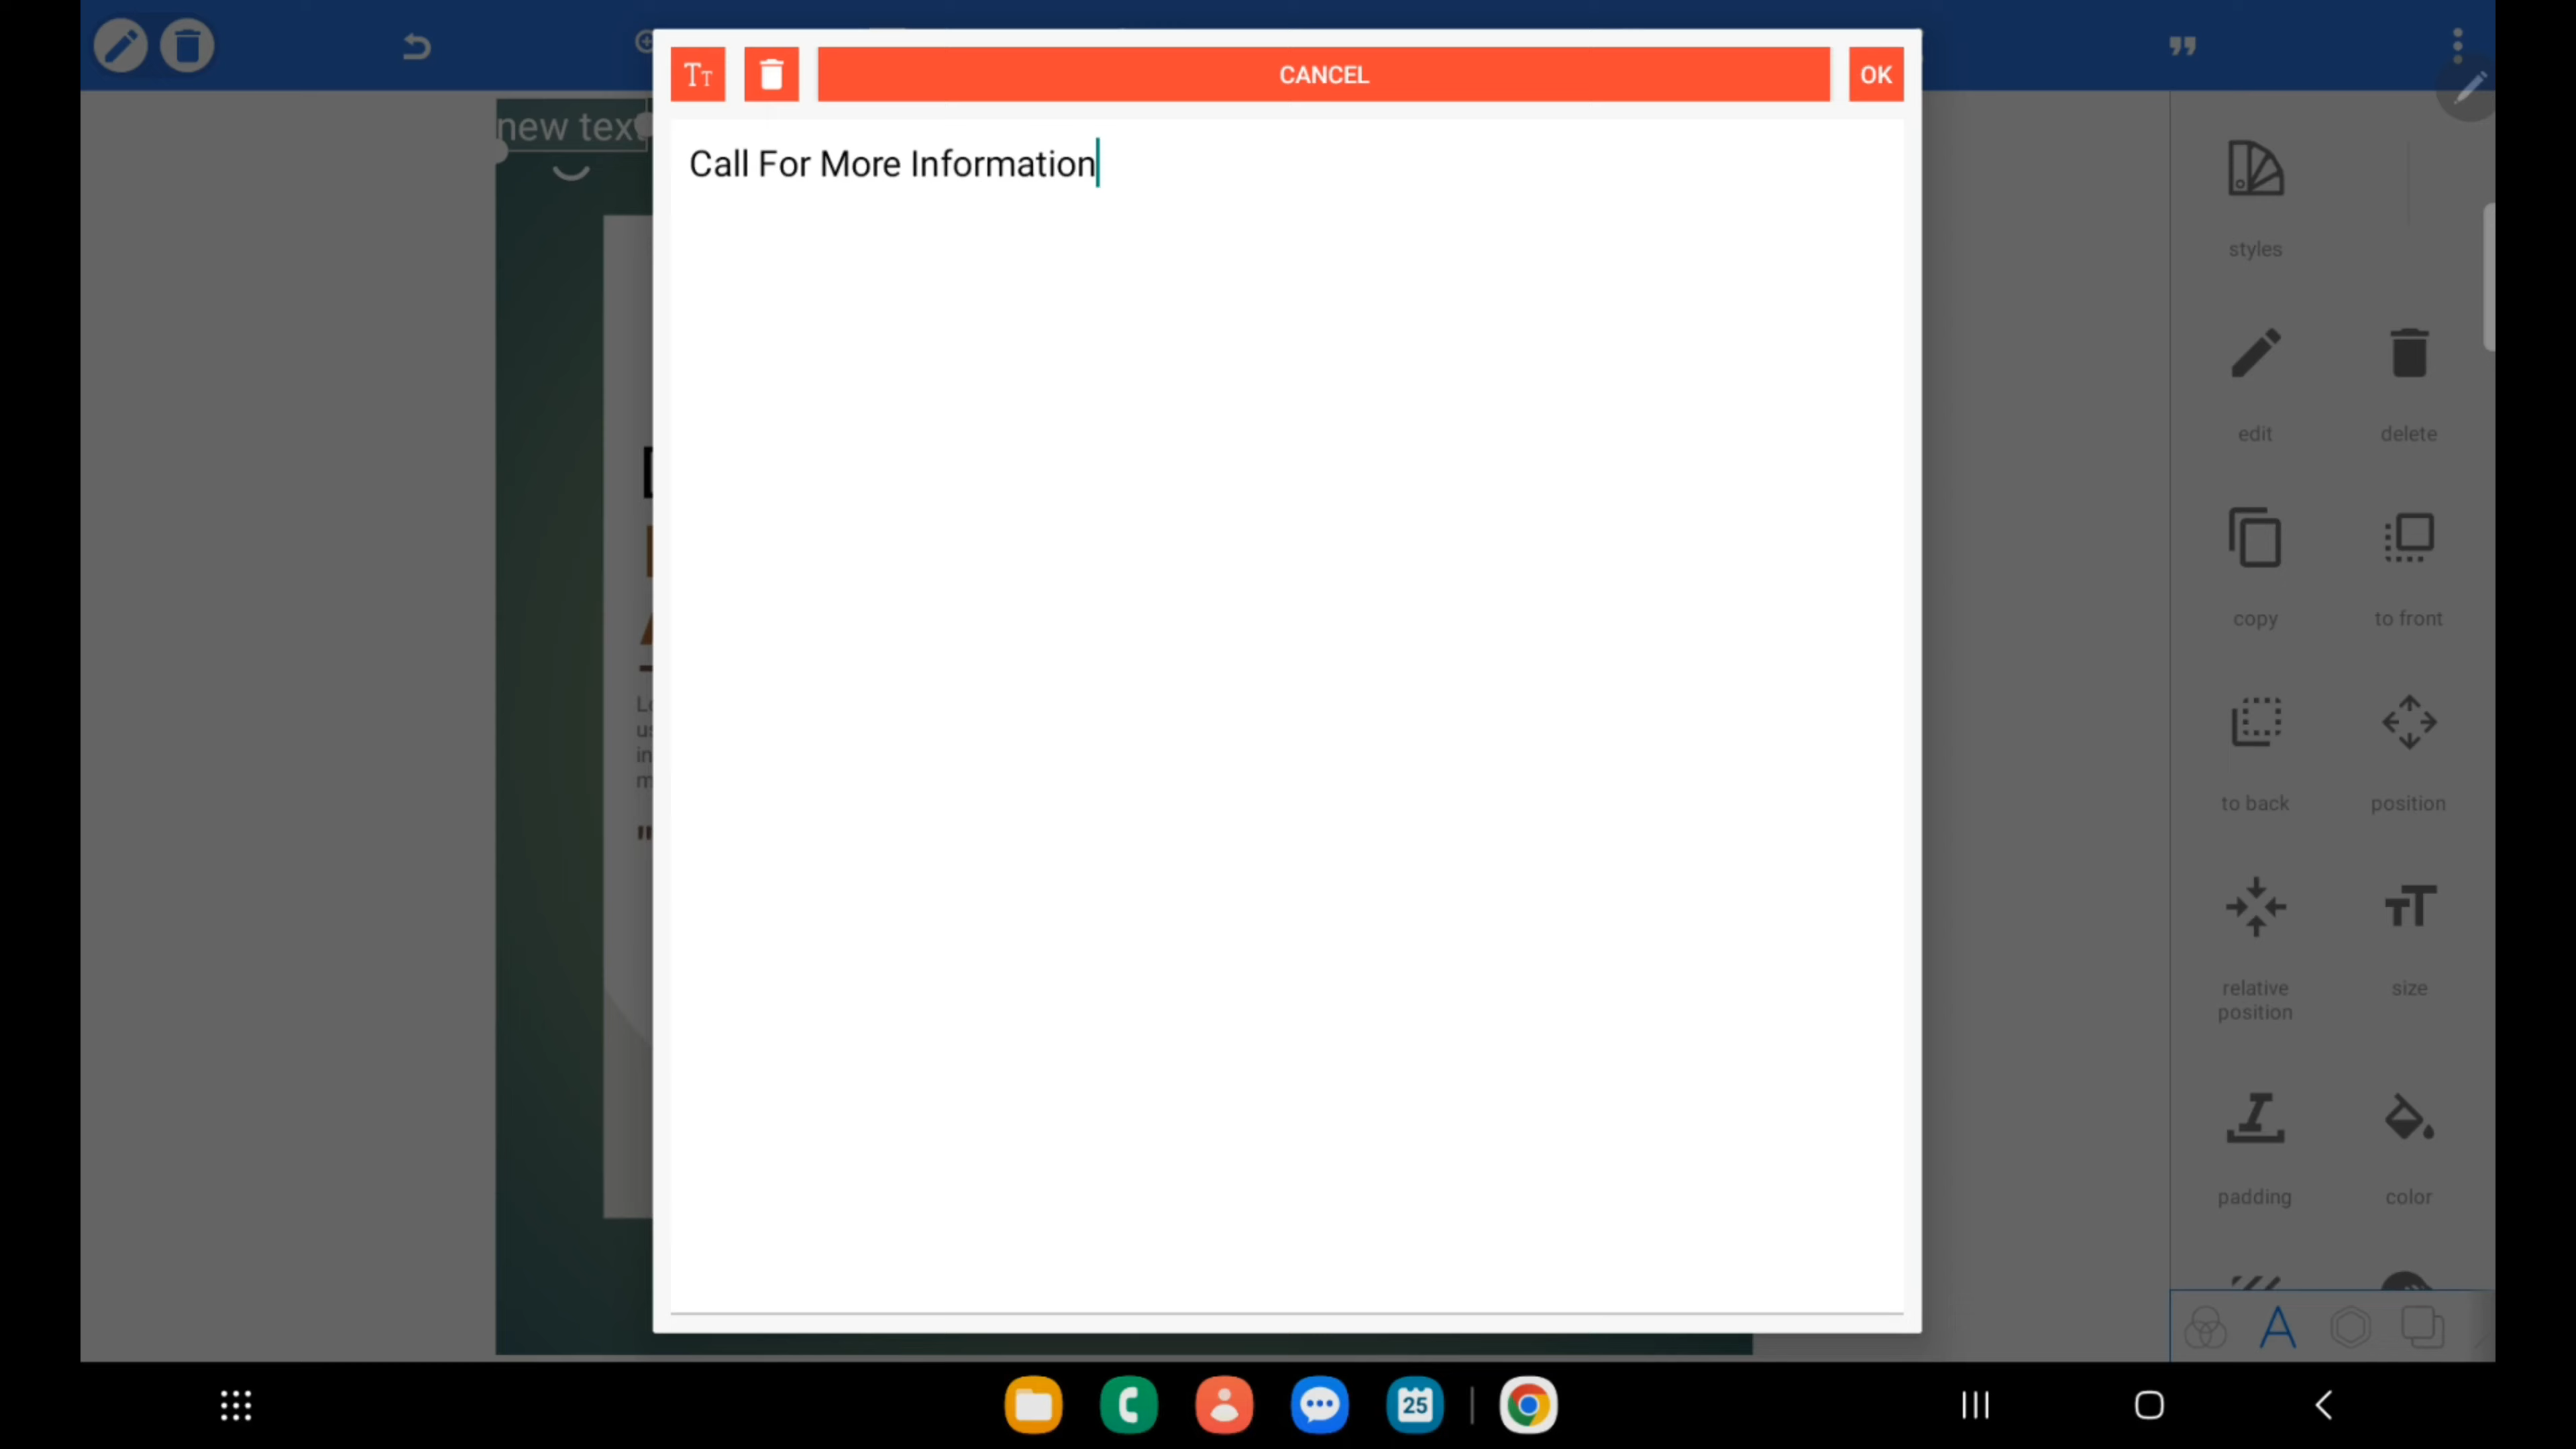 CANCEL
OK
Call For More Information
new tex
styles
edit
delete
copy
to front
to back
position
relative
position
size
padding
color
25